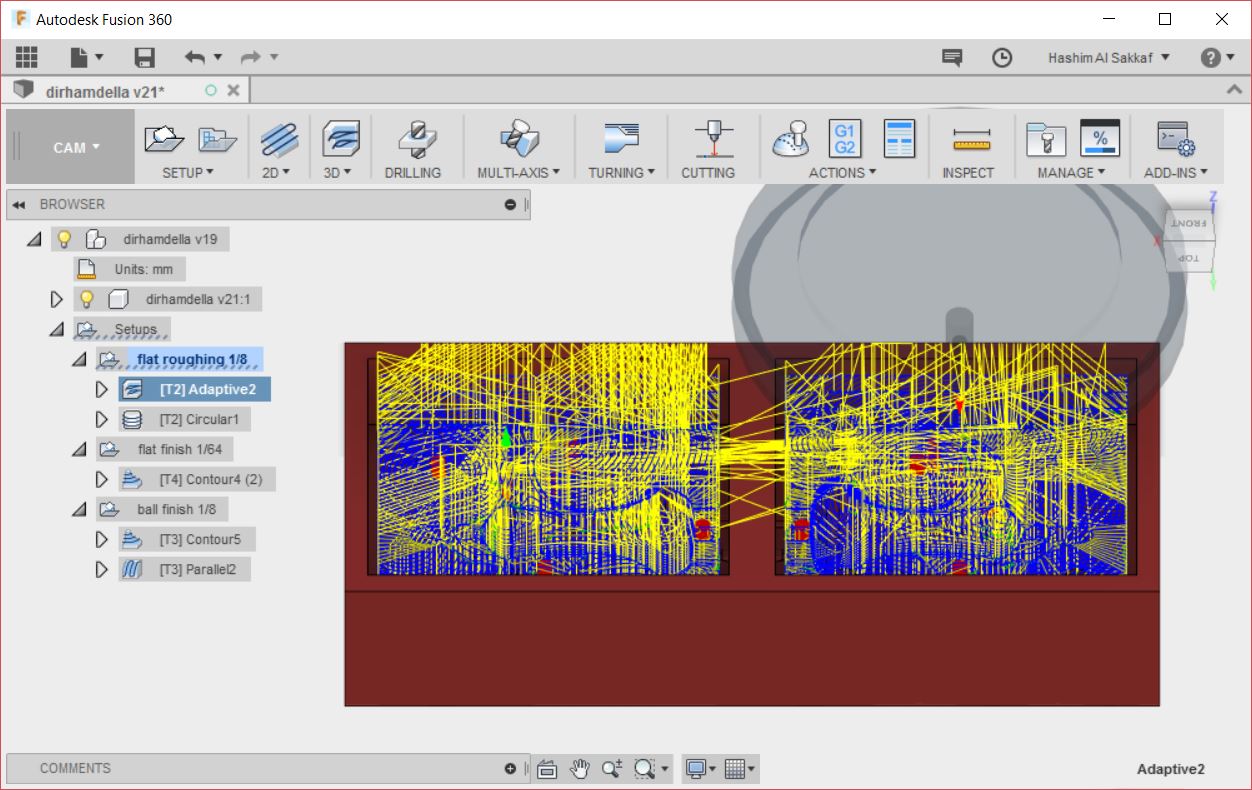 Autodesk Fusion 360
Hashim Al Sakkaf
dirhamdella v21*
CAM
G1
G2
%
SETUP
2D
3D
DRILLING
MULTI-AXIS
TURNING
CUTTING
ACTIONS
INSPECT
MANAGE
ADD-INS
BROWSER
dirhamdella v19
Units: mm
dirhamdella v21:1
Setups
flat roughing 1/8
[T2] Adaptive2
[T2] Circular1
flat finish 1/64
[T4] Contour4 (2)
ball finish 1/8
[T3] Contour5
[T3] Parallel2
Z
FRONT
X
TOP
COMMENTS
Adaptive2